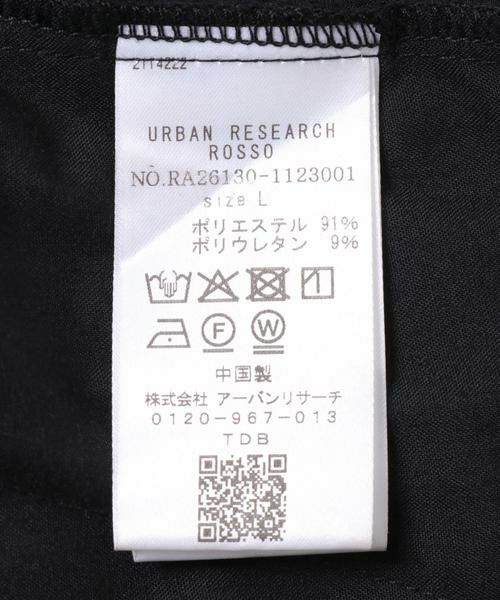 2114222
URBAN RESEARCH
ROSSO
NO.RA26130-1123001
SIZE L
ポリエステル 91%
ポリウレタン 9%
F W
中国製
株式会社 アーバンリサーチ
0120-967-013
TDB